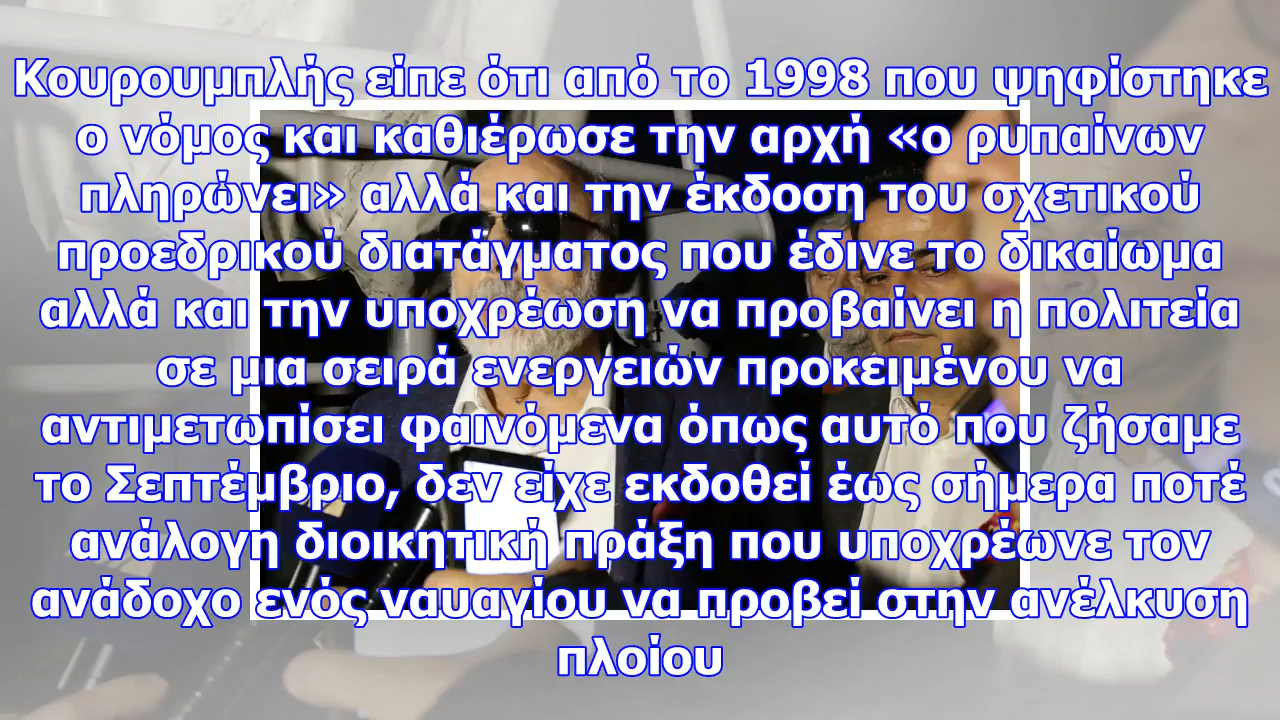 Κουρουμπλής είπε ότι από το 1998 που ψηφίστηκε
ο νόμος και καθιέρωσε την αρχή «ο ρυπαίνων
πληρώνει» αλλά και την έκδοση του σχετικού
προεδρικού διατάγματος που έδινε το δικαίωμα
αλλά και την υποχρέωση να προβαίνει η πολιτεία
σε μια σειρά ενεργειών προκειμένου να
αντιμετωπίσει φαινόμενα όπως αυτό που ζήσαμε
το Σεπτέμβριο, δεν είχε εκδοθεί έως σήμερα ποτέ
ανάλογη διοικητική πράξη που υποχρέωνε τον
ανάδοχο ενός ναυαγίου να προβεί στην ανέλκυση
πλοίου